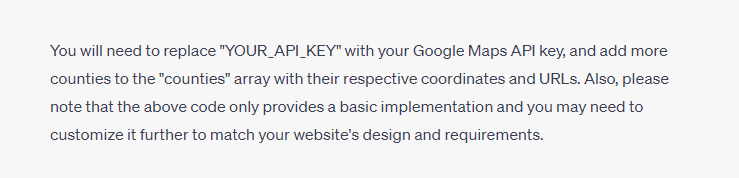 You will need to replace "YOUR_API_KEY" with your Google Maps API key, and add more
counties to the "counties" array with their respective coordinates and URLs. Also, please
note that the above code only provides a basic implementation and you may need to
customize it further to match your website's design and requirements.